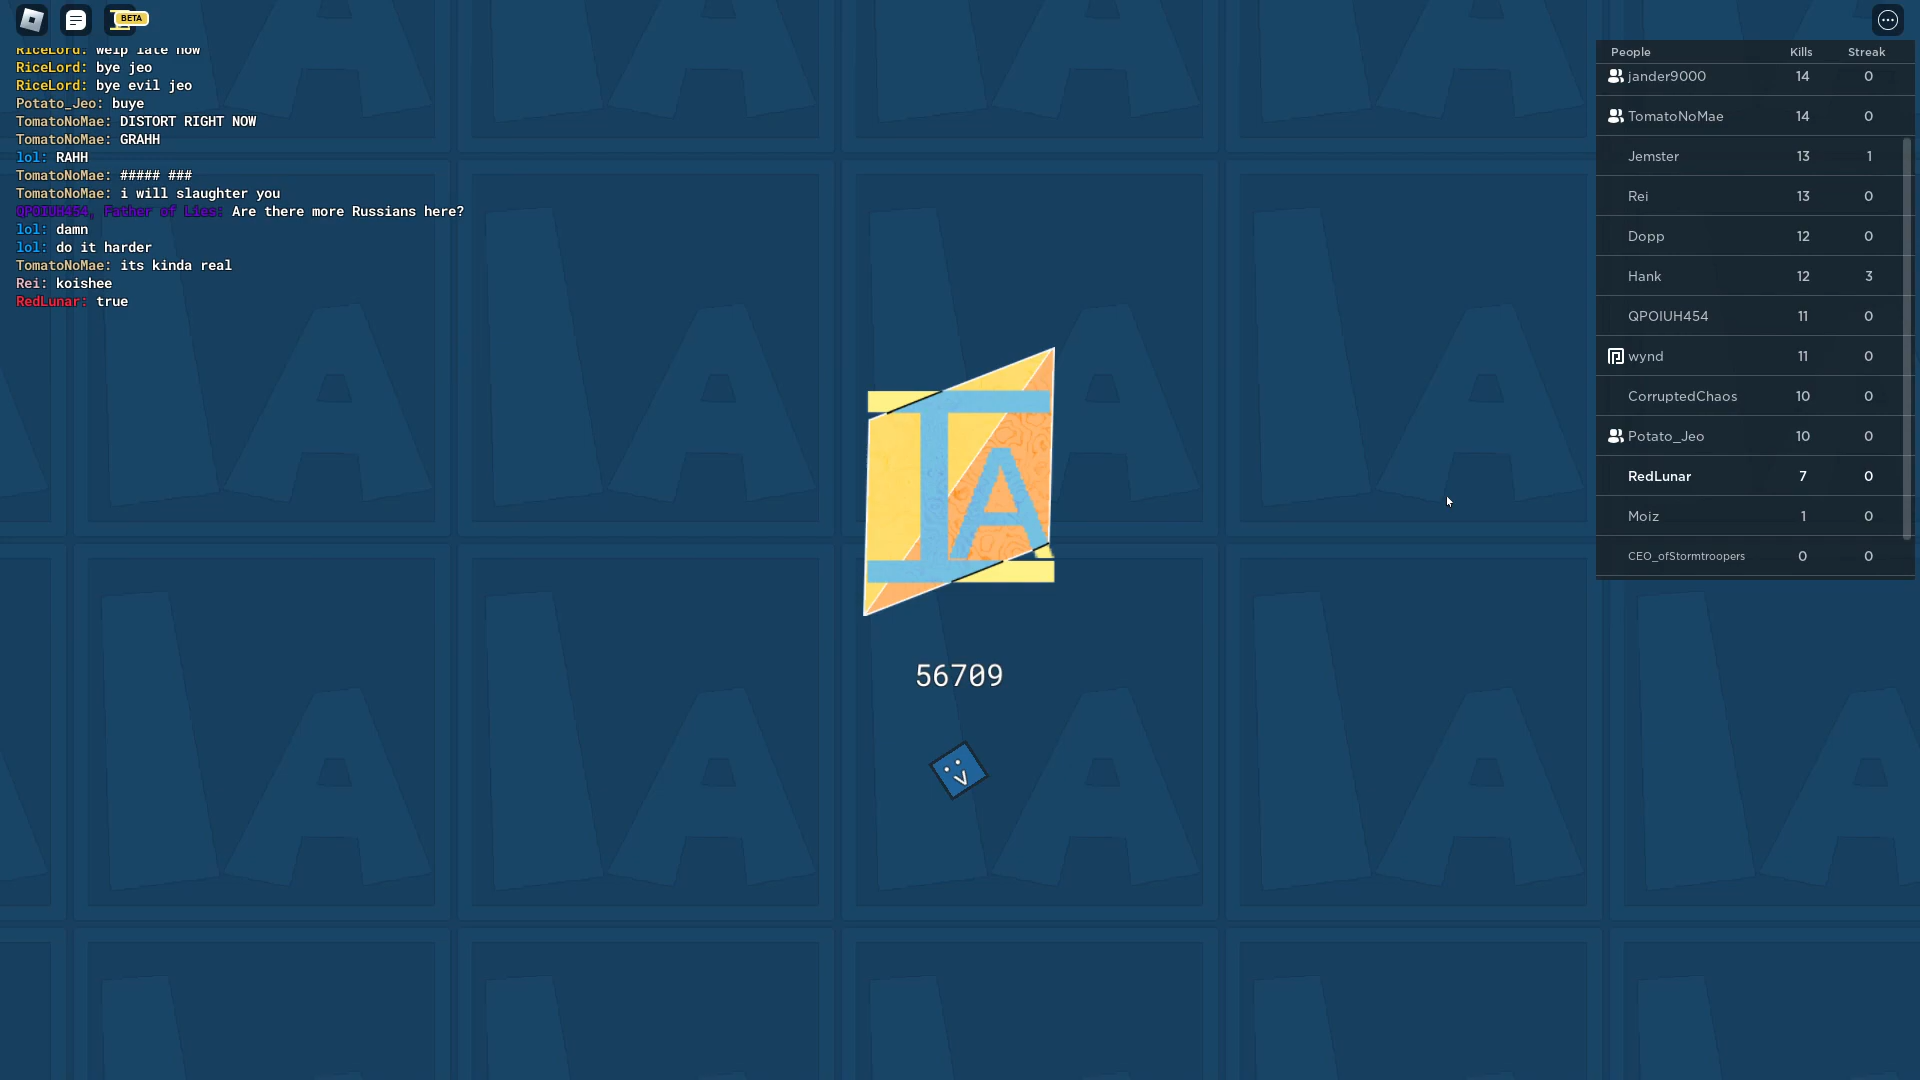 BETA
RiceLord: welp late now
RiceLord: bye jeo
RiceLord: bye evil jeo
Potato_Jeo: buye
TomatoNoMae: DISTORT RIGHT NOW
TomatoNoMae: GRAHH
lol: RAHH
TomatoNoMae: ##### ###
TomatoNoMae: i will slaughter you
QPOIUH454, Father of Lies: Are there more Russians here?
lol: damn
lol: do it harder
TomatoNoMae: its kinda real
Rei: koishee
RedLunar: true
People Kills Streak
jander9000 14 0
TomatoNoMae 14 0
Jemster 13 1
Rei 13 0
Dopp 12 0
Hank 12 3
QPOIUH454 11 0
wynd 11 0
CorruptedChaos 10 0
Potato_Jeo 10 0
RedLunar 7 0
Moiz 1 0
CEO_ofStormtroopers 0 0
IA
56709
:v